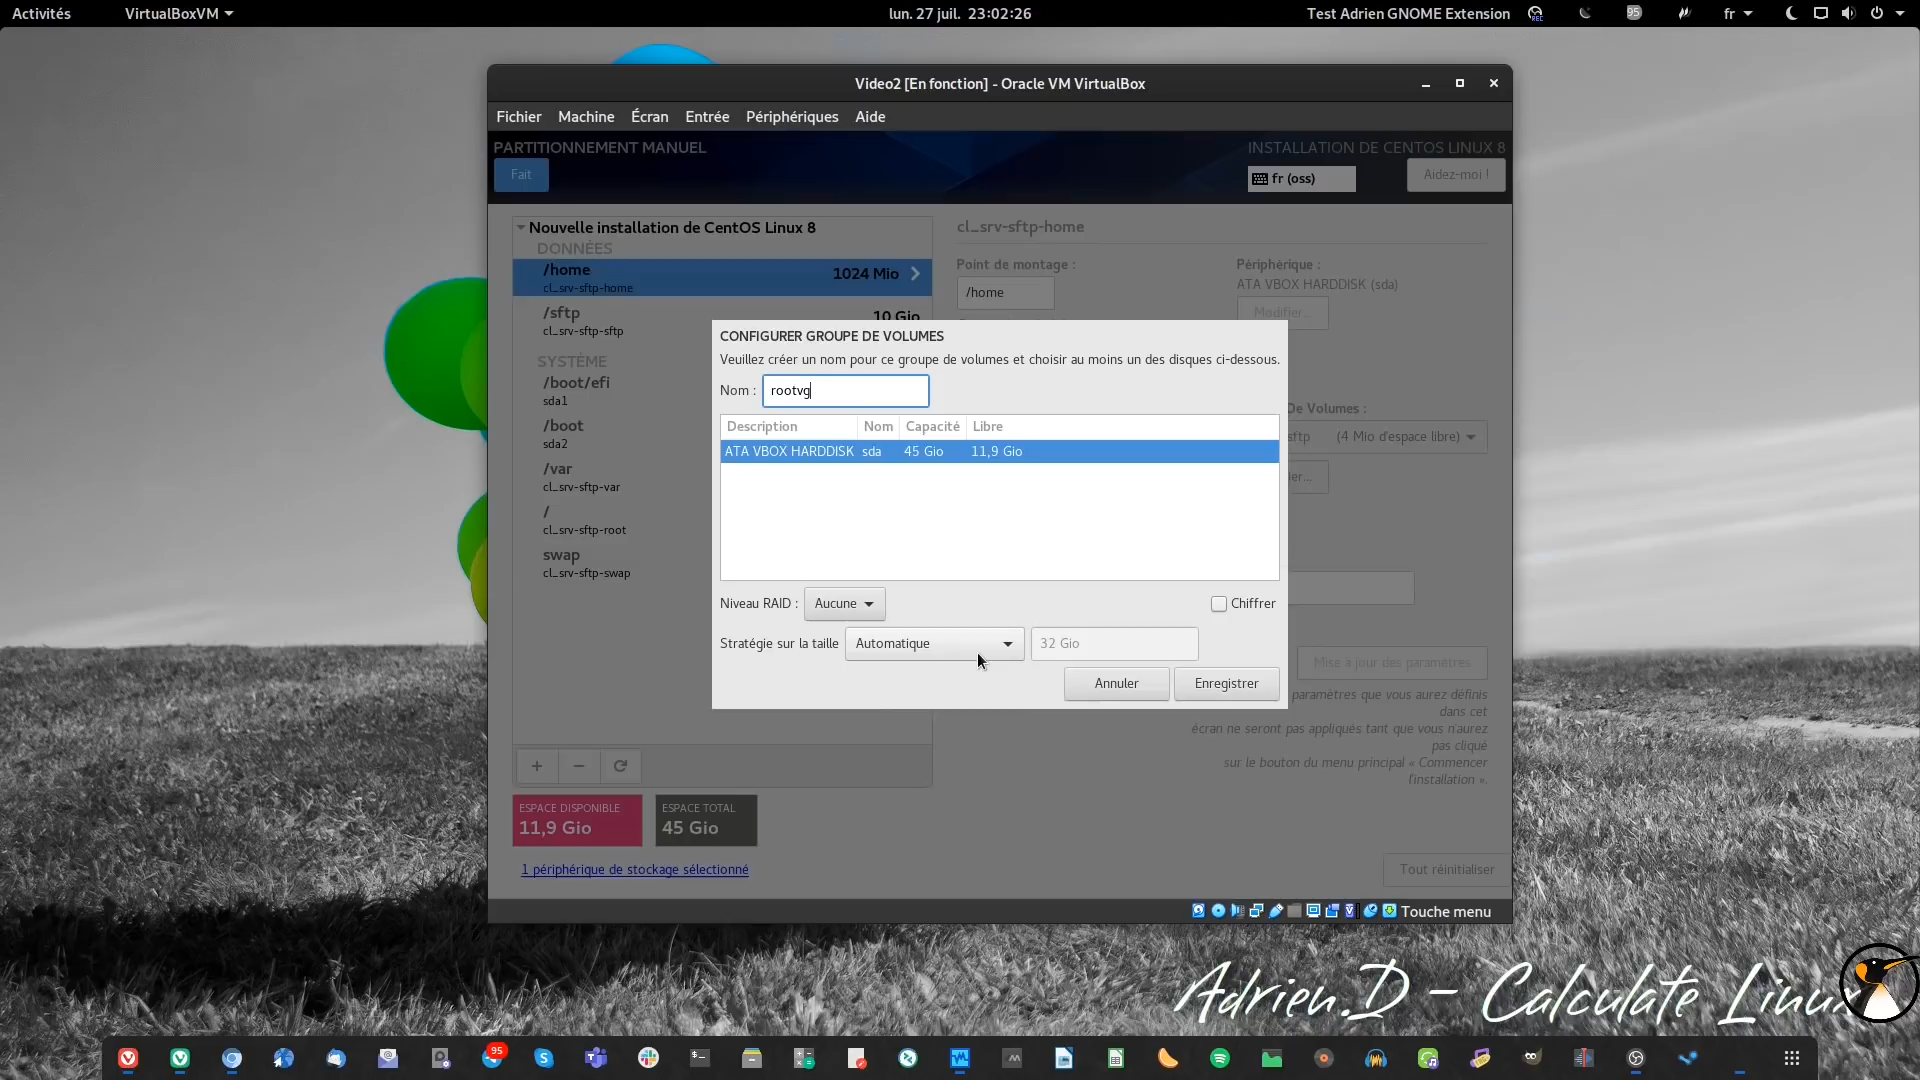 Activités
VirtualBoxVM
lun. 27 juil. 23:02:26
Test Adrien GNOME Extension
REC
95
fr
Video2 [En fonction] - Oracle VM VirtualBox
Fichier
Machine
Écran
Entrée
Périphériques
Aide
PARTITIONNEMENT MANUEL
INSTALLATION DE CENTOS LINUX 8
Fait
fr (oss)
Aidez-moi !
Nouvelle installation de CentOS Linux 8
DONNÉES
/home
1024 Mio
cl_srv-sftp-home
/sftp
10 Gio
cl_srv-sftp-sftp
SYSTÈME
/boot/efi
sda1
/boot
sda2
/var
cl_srv-sftp-var
/
cl_srv-sftp-root
swap
cl_srv-sftp-swap
cl_srv-sftp-home
Point de montage :
/home
Périphérique :
ATA VBOX HARDDISK (sda)
Modifier...
De Volumes :
sftp (4 Mio d'espace libre)
CONFIGURER GROUPE DE VOLUMES
Veuillez créer un nom pour ce groupe de volumes et choisir au moins un des disques ci-dessous.
Nom : rootvg
Description Nom Capacité Libre
ATA VBOX HARDDISK sda 45 Gio 11,9 Gio
Niveau RAID : Aucune
Chiffrer
Stratégie sur la taille Automatique 32 Gio
Annuler
Enregistrer
Mise à jour des paramètres
paramètres que vous aurez définis
dans cet
écran ne seront pas appliqués tant que vous n'aurez
pas cliqué
sur le bouton du menu principal « Commencer
l'installation ».
ESPACE DISPONIBLE
11,9 Gio
ESPACE TOTAL
45 Gio
1 périphérique de stockage sélectionné
Tout réinitialiser
Touche menu
Adrien.D - Calculate Linux
95